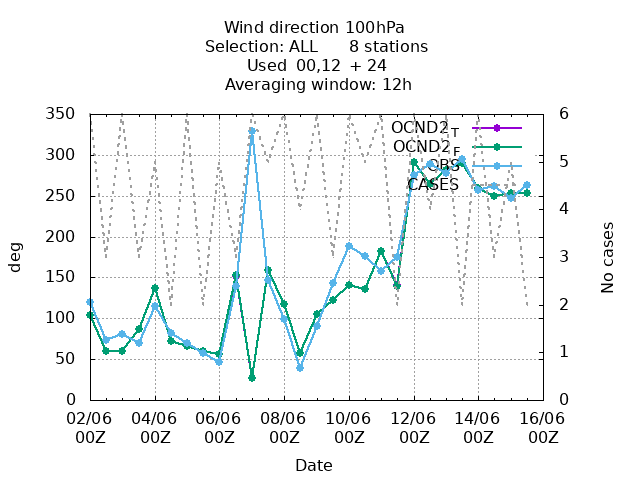 Wind direction 100hPa
Selection: ALL 8 stations
Used 00,12 + 24
Averaging window: 12h
350
300
250
200
150
100
50
0
deg
6
5
4
3
2
1
0
No cases
OCND2_T
OCND2_F
OBS
CASES
02/06 04/06 06/06 08/06 10/06 12/06 14/06 16/06
00Z 00Z 00Z 00Z 00Z 00Z 00Z 00Z
Date